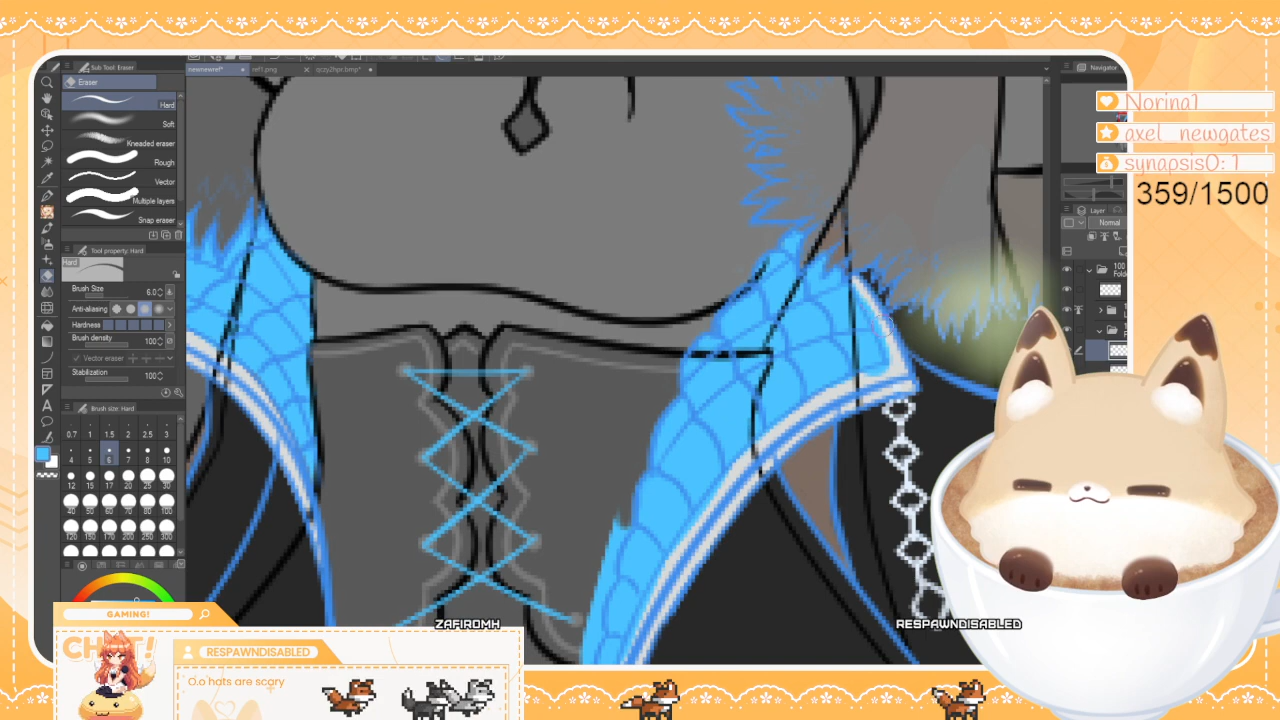 Sub Tool: Eraser
Eraser
Hard
Soft
Kneaded eraser
Rough
Vector
Multiple layers
Snap eraser
Tool property: Hard
Hard
Brush Size 6.0
Anti-aliasing
Hardness
Brush density 100
Vector eraser
Stabilization 100
Brush size: Hard
0.7 1 1.5 2 2.5 3
4 5 6 7 8 10
12 15 17 20 25 30
40 50 60 70 80 100
120 150 170 200 250 300
newnewref*
ref1.png
Navigator
Layer
Normal
100
Norina1
axel_newgates
synapsis0: 1
359/1500
ZAFIROMH
RESPAWNDISABLED
GAMING!
CHAT!
RESPAWNDISABLED
O.o hats are scary